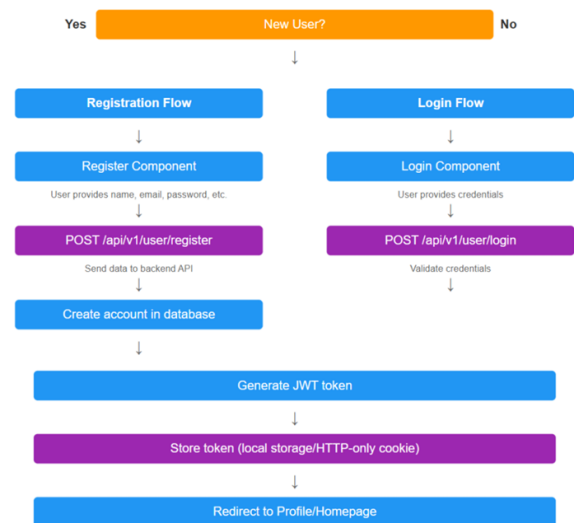 Yes New User? No
↓
Registration Flow Login Flow
↓ ↓
Register Component Login Component
User provides name, email, password, etc. User provides credentials
↓ ↓
POST /api/v1/user/register POST /api/v1/user/login
Send data to backend API Validate credentials
↓ ↓
Create account in database
↓
Generate JWT token
↓
Store token (local storage/HTTP-only cookie)
↓
Redirect to Profile/Homepage